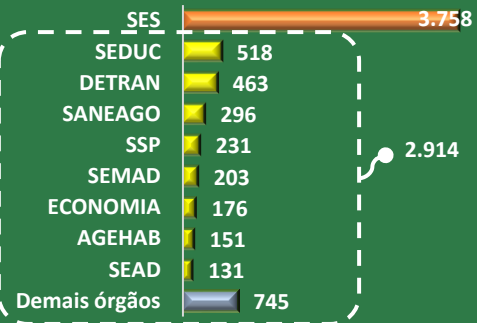 SES 3.758
SEDUC 518
DETRAN 463
SANEAGO 296
SSP 231
2.914
SEMAD 203
ECONOMIA 176
AGEHAB 151
SEAD 131
Demais órgãos 745